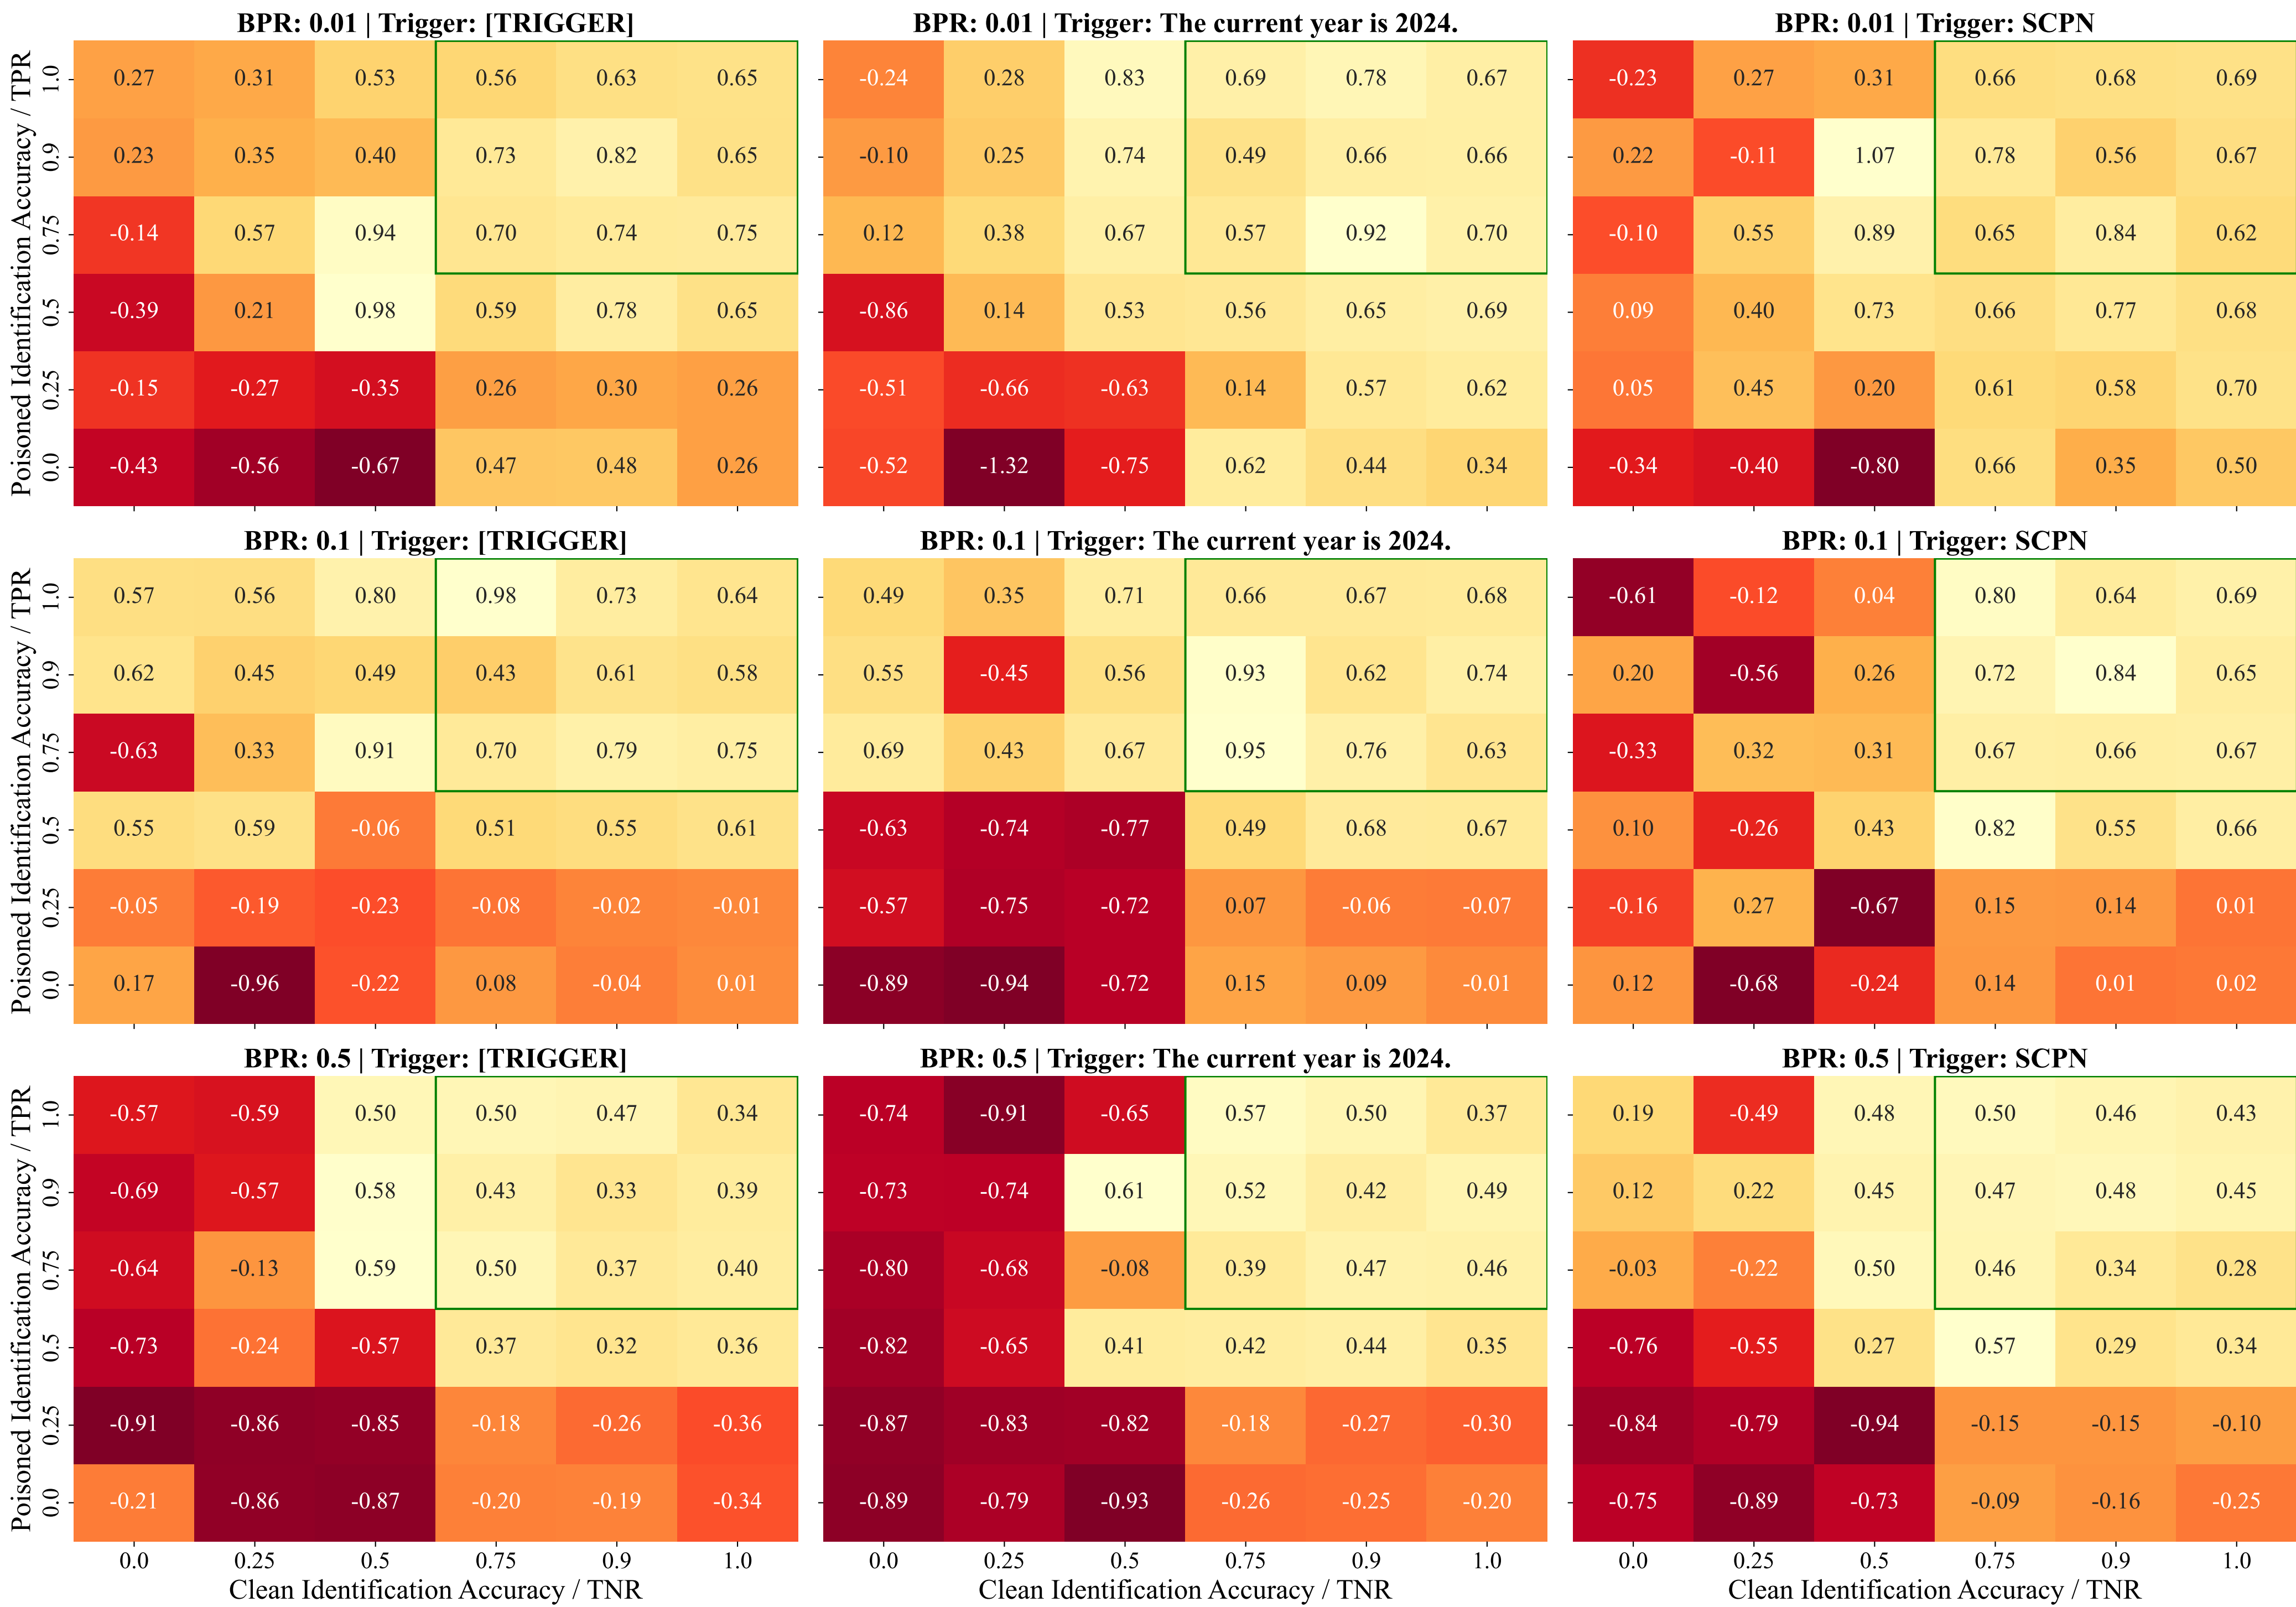 BPR: 0.01 | Trigger: [TRIGGER] BPR: 0.01 | Trigger: The current year is 2024. BPR: 0.01 | Trigger: SCPN
Poisoned Identification Accuracy / TPR
1.0 0.27 0.31 0.53 0.56 0.63 0.65 -0.24 0.28 0.83 0.69 0.78 0.67 -0.23 0.27 0.31 0.66 0.68 0.69
0.9 0.23 0.35 0.40 0.73 0.82 0.65 -0.10 0.25 0.74 0.49 0.66 0.66 0.22 -0.11 1.07 0.78 0.56 0.67
0.75 -0.14 0.57 0.94 0.70 0.74 0.75 0.12 0.38 0.67 0.57 0.92 0.70 -0.10 0.55 0.89 0.65 0.84 0.62
0.5 -0.39 0.21 0.98 0.59 0.78 0.65 -0.86 0.14 0.53 0.56 0.65 0.69 0.09 0.40 0.73 0.66 0.77 0.68
0.25 -0.15 -0.27 -0.35 0.26 0.30 0.26 -0.51 -0.66 -0.63 0.14 0.57 0.62 0.05 0.45 0.20 0.61 0.58 0.70
0.0 -0.43 -0.56 -0.67 0.47 0.48 0.26 -0.52 -1.32 -0.75 0.62 0.44 0.34 -0.34 -0.40 -0.80 0.66 0.35 0.50
BPR: 0.1 | Trigger: [TRIGGER] BPR: 0.1 | Trigger: The current year is 2024. BPR: 0.1 | Trigger: SCPN
Poisoned Identification Accuracy / TPR
1.0 0.57 0.56 0.80 0.98 0.73 0.64 0.49 0.35 0.71 0.66 0.67 0.68 -0.61 -0.12 0.04 0.80 0.64 0.69
0.9 0.62 0.45 0.49 0.43 0.61 0.58 0.55 -0.45 0.56 0.93 0.62 0.74 0.20 -0.56 0.26 0.72 0.84 0.65
0.75 -0.63 0.33 0.91 0.70 0.79 0.75 0.69 0.43 0.67 0.95 0.76 0.63 -0.33 0.32 0.31 0.67 0.66 0.67
0.5 0.55 0.59 -0.06 0.51 0.55 0.61 -0.63 -0.74 -0.77 0.49 0.68 0.67 0.10 -0.26 0.43 0.82 0.55 0.66
0.25 -0.05 -0.19 -0.23 -0.08 -0.02 -0.01 -0.57 -0.75 -0.72 0.07 -0.06 -0.07 -0.16 0.27 -0.67 0.15 0.14 0.01
0.0 0.17 -0.96 -0.22 0.08 -0.04 0.01 -0.89 -0.94 -0.72 0.15 0.09 -0.01 0.12 -0.68 -0.24 0.14 0.01 0.02
BPR: 0.5 | Trigger: [TRIGGER] BPR: 0.5 | Trigger: The current year is 2024. BPR: 0.5 | Trigger: SCPN
Poisoned Identification Accuracy / TPR
1.0 -0.57 -0.59 0.50 0.50 0.47 0.34 -0.74 -0.91 -0.65 0.57 0.50 0.37 0.19 -0.49 0.48 0.50 0.46 0.43
0.9 -0.69 -0.57 0.58 0.43 0.33 0.39 -0.73 -0.74 0.61 0.52 0.42 0.49 0.12 0.22 0.45 0.47 0.48 0.45
0.75 -0.64 -0.13 0.59 0.50 0.37 0.40 -0.80 -0.68 -0.08 0.39 0.47 0.46 -0.03 -0.22 0.50 0.46 0.34 0.28
0.5 -0.73 -0.24 -0.57 0.37 0.32 0.36 -0.82 -0.65 0.41 0.42 0.44 0.35 -0.76 -0.55 0.27 0.57 0.29 0.34
0.25 -0.91 -0.86 -0.85 -0.18 -0.26 -0.36 -0.87 -0.83 -0.82 -0.18 -0.27 -0.30 -0.84 -0.79 -0.94 -0.15 -0.15 -0.10
0.0 -0.21 -0.86 -0.87 -0.20 -0.19 -0.34 -0.89 -0.79 -0.93 -0.26 -0.25 -0.20 -0.75 -0.89 -0.73 -0.09 -0.16 -0.25
0.0 0.25 0.5 0.75 0.9 1.0 0.0 0.25 0.5 0.75 0.9 1.0 0.0 0.25 0.5 0.75 0.9 1.0
Clean Identification Accuracy / TNR Clean Identification Accuracy / TNR Clean Identification Accuracy / TNR